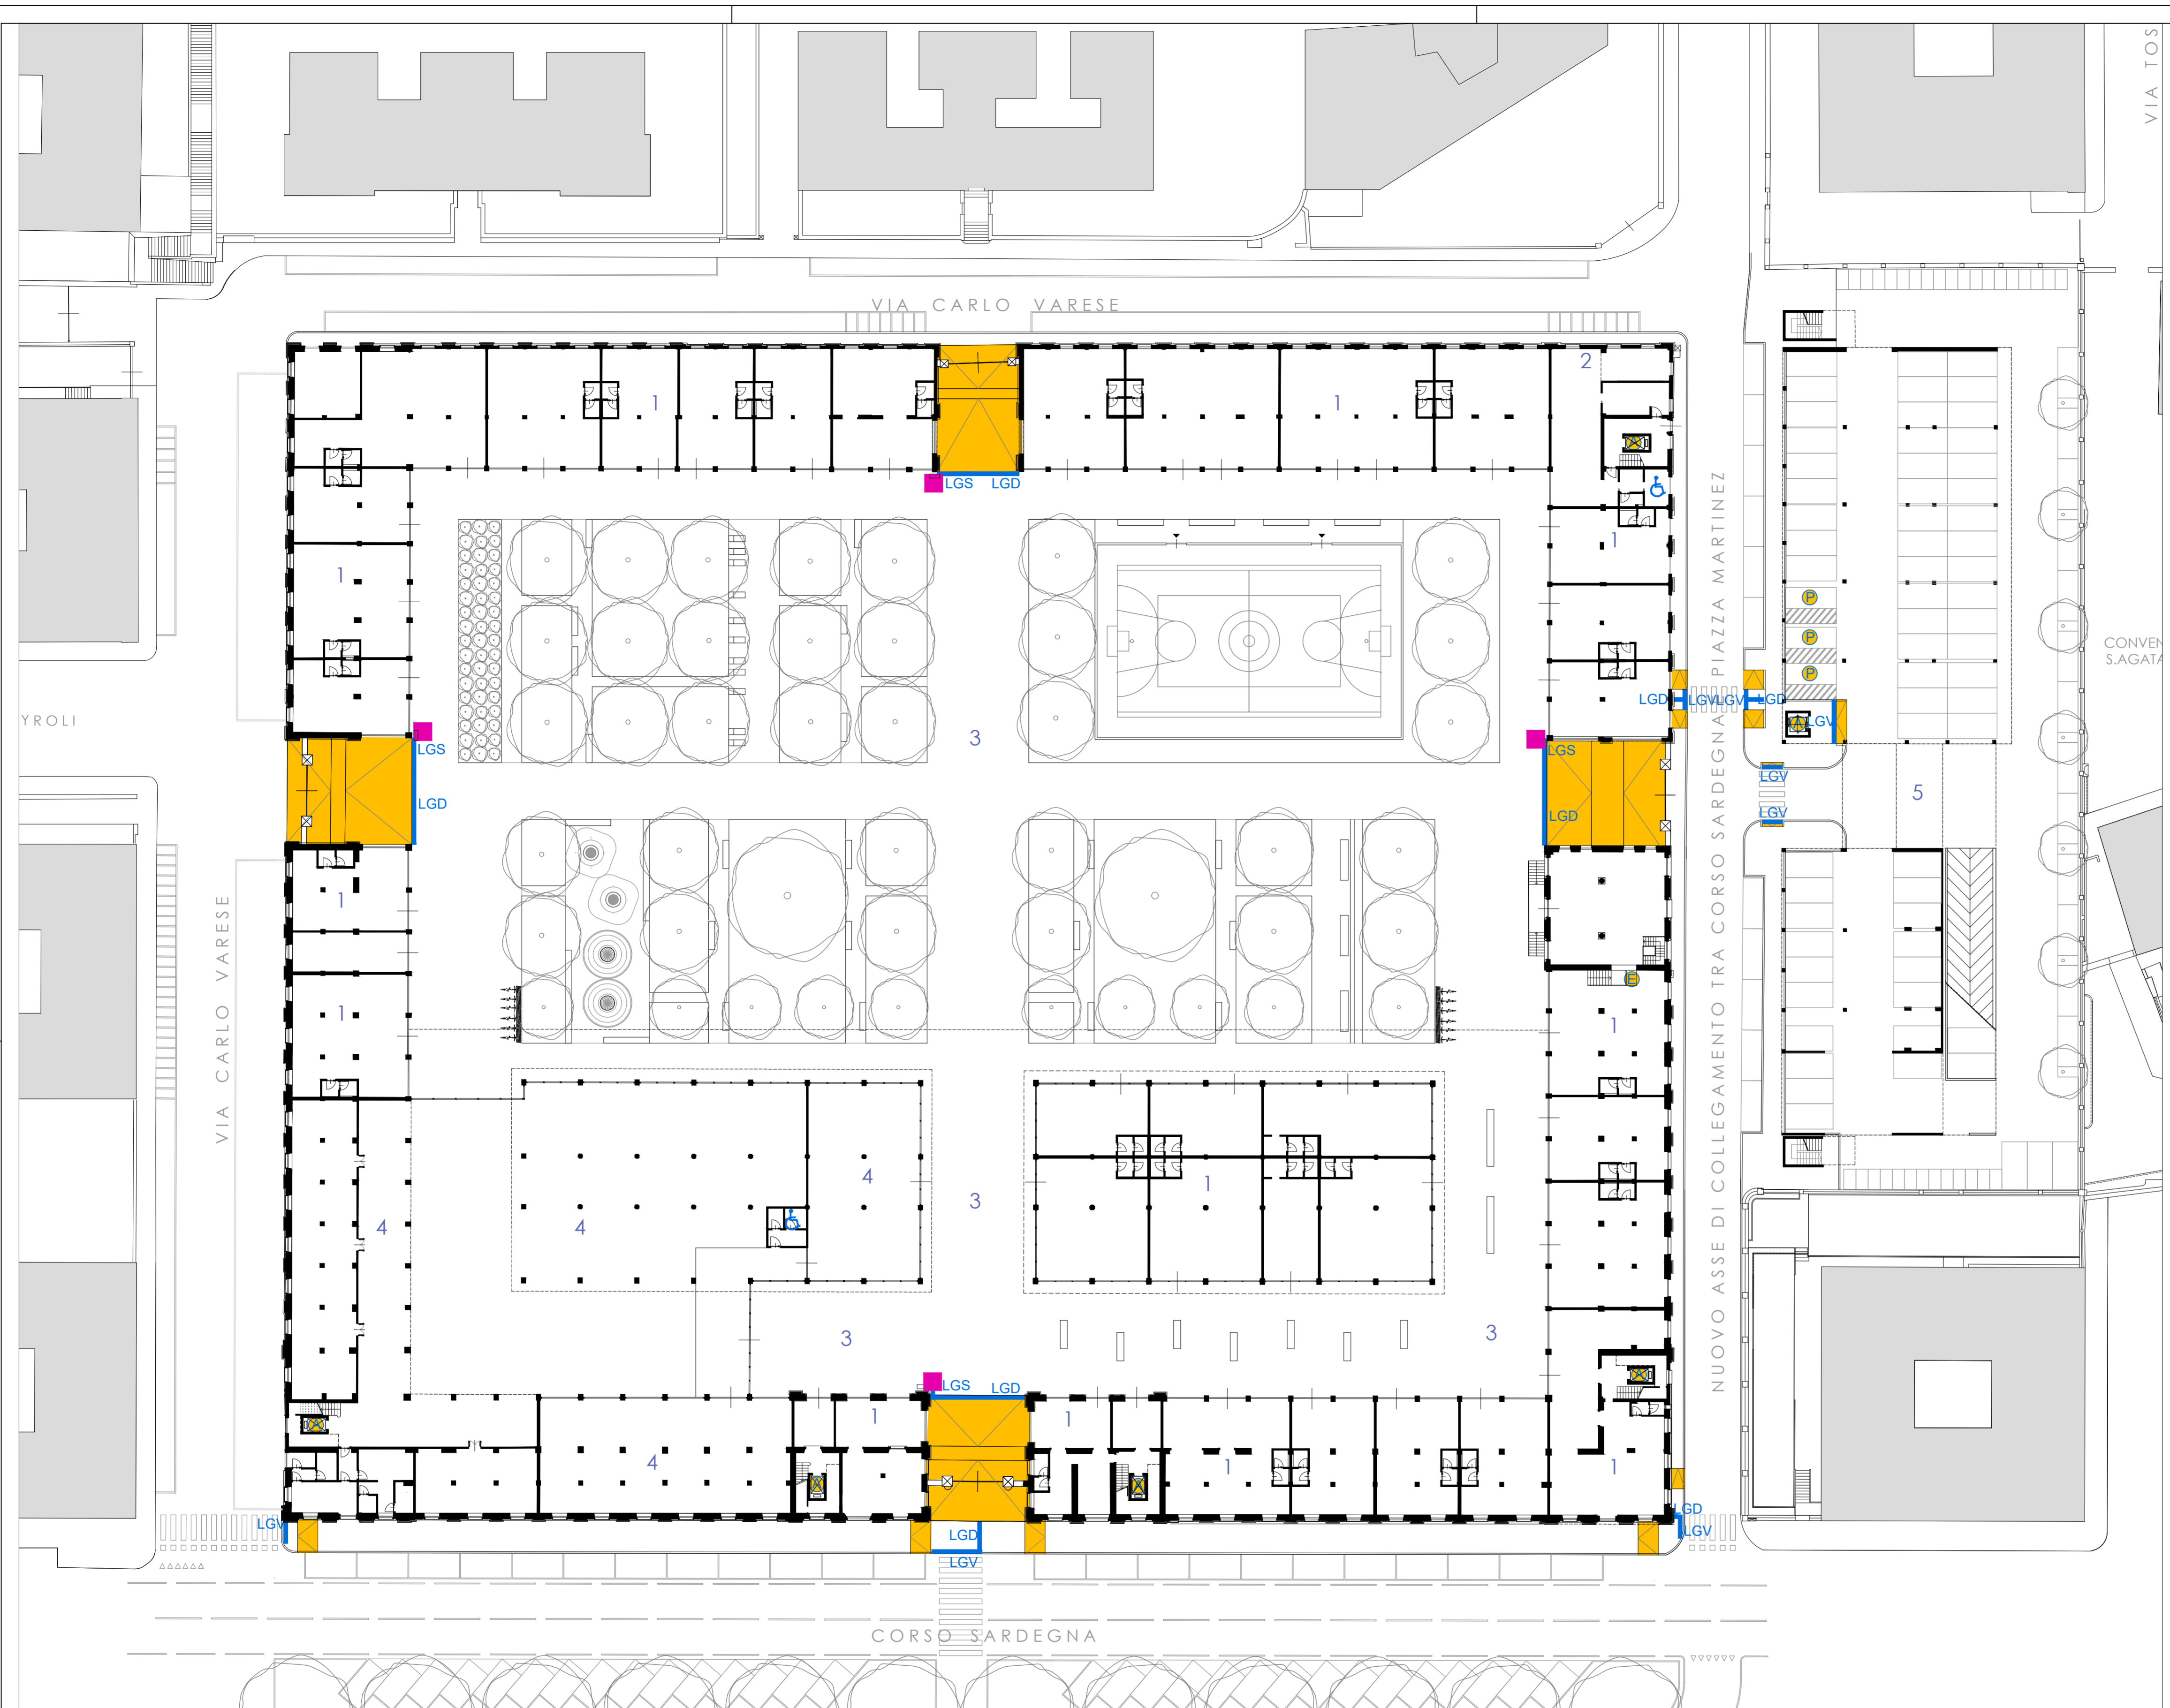 VIA TOS
VIA CARLO VARESE
2
1
1
A
LGS LGD
1
1
NUOVO ASSE DI COLLEGAMENTO TRA CORSO SARDEGNA E PIAZZA MARTINEZ
P
P
P
CONVEN
S.AGATA
LGD
LGV
LGV
LGD
A
LGV
YROLI
3
LGS
LGS
LGV
5
LGD
LGD
LGV
VIA CARLO VARESE
1
E
1
1
4
1
3
4
4
3
3
LGS LGD
A
1
1
A
4
A
A
1
1
LGV
LGD
LGD
LGV
LGV
CORSO SARDEGNA